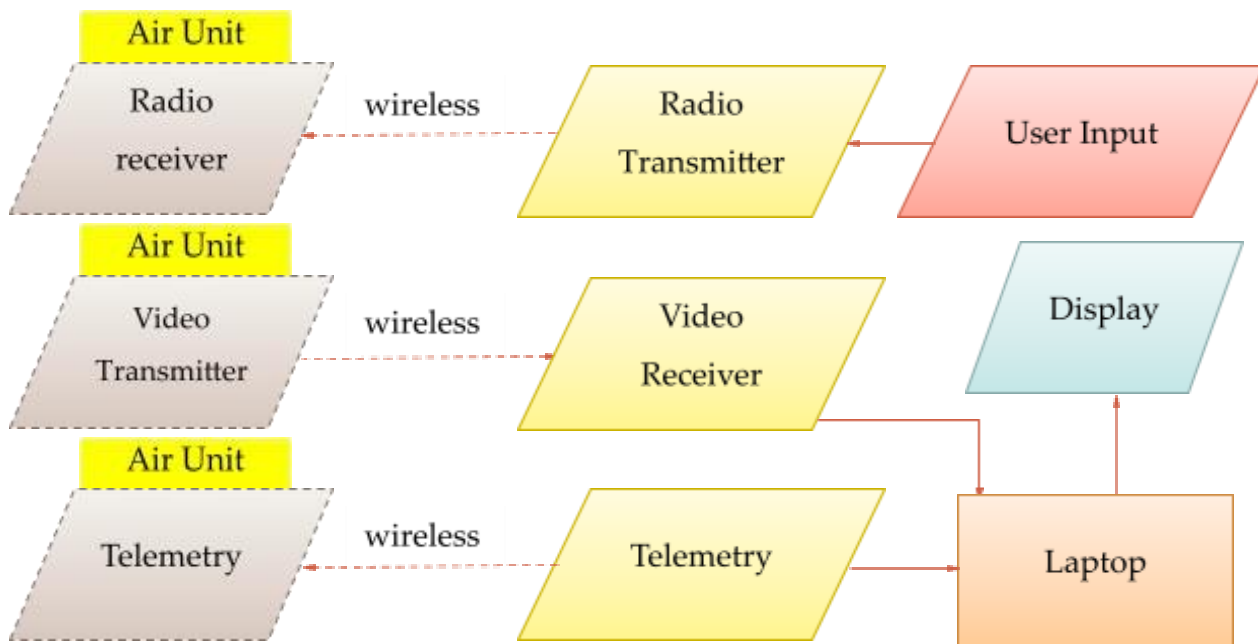 Air Unit
Radio
receiver
wireless
Radio
Transmitter
User Input
Air Unit
Video
Transmitter
wireless
Video
Receiver
Display
Air Unit
Telemetry
wireless
Telemetry
Laptop